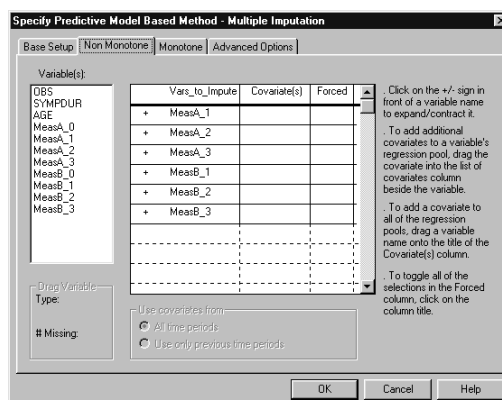 Specify Predictive Model Based Method - Multiple Imputation
Base Setup Non Monotone Monotone Advanced Options
Variable(s):
OBS
SYMPDUR
AGE
MeasA_0
MeasA_1
MeasA_2
MeasA_3
MeasB_0
MeasB_1
MeasB_2
MeasB_3
Vars_to_Impute Covariate(s) Forced
+ MeasA_1
+ MeasA_2
+ MeasA_3
+ MeasB_1
+ MeasB_2
+ MeasB_3
. Click on the +/- sign in
front of a variable name
to expand/contract it.
. To add additional
covariates to a variable's
regression pool, drag the
covariate into the list of
covariates column
beside the variable.
. To add a covariate to
all of the regression
pools, drag a variable
name onto the title of the
Covariate(s) column.
. To toggle all of the
selections in the Forced
column, click on the
column title.
Drag Variable
Type:
# Missing:
Use covariates from
All time periods
Use only previous time periods
OK Cancel Help